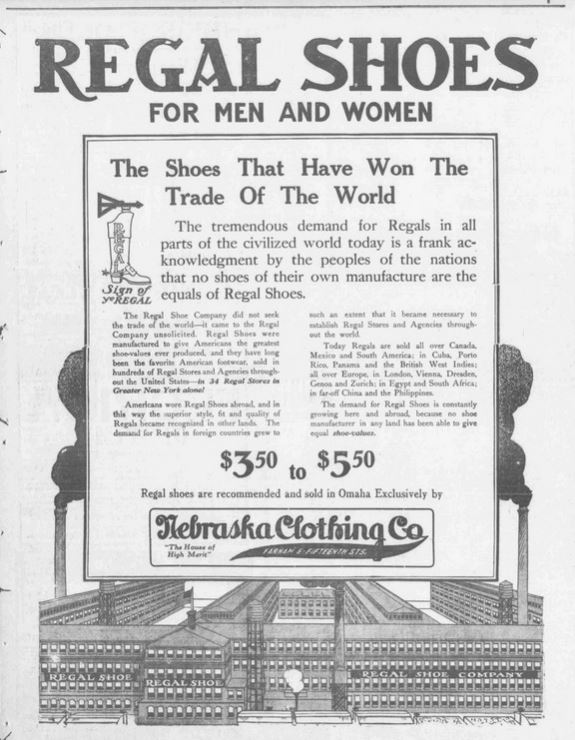 REGAL SHOES
FOR MEN AND WOMEN
The Shoes That Have Won The
Trade Of The World
REGAL
Sign of
Ye REGAL
The tremendous demand for Regals in all
parts of the civilized world today is a frank ac-
knowledgment by the peoples of the nations
that no shoes of their own manufacture are the
equals of Regal Shoes.
The Regal Shoe Company did not seek
the trade of the world—it came to the Regal
Company unsolicited. Regal Shoes were
manufactured to give Americans the greatest
shoe-values ever produced, and they have long
been the favorite American footwear, sold in
hundreds of Regal Stores and Agencies through-
out the United States—in 34 Regal Stores in
Greater New York alone!
Americans wore Regal Shoes abroad, and in
this way the superior style, fit and quality of
Regals became recognized in other lands. The
demand for Regals in foreign countries grew to
such an extent that it became necessary to
establish Regal Stores and Agencies through-
out the world.
Today Regals are sold all over Canada,
Mexico and South America; in Cuba, Porto
Rico, Panama and the British West Indies;
all over Europe, in London, Vienna, Dresden,
Genoa and Zurich; in Egypt and South Africa;
in far-off China and the Philippines.
The demand for Regal Shoes is constantly
growing here and abroad, because no shoe
manufacturer in any land has been able to give
equal shoe-values.
$3.50 to $5.50
Regal shoes are recommended and sold in Omaha Exclusively by
Nebraska Clothing Co
"The House of
High Merit"
FARNAM & FIFTEENTH STS.
REGAL SHOE
REGAL SHOE
REGAL SHOE COMPANY